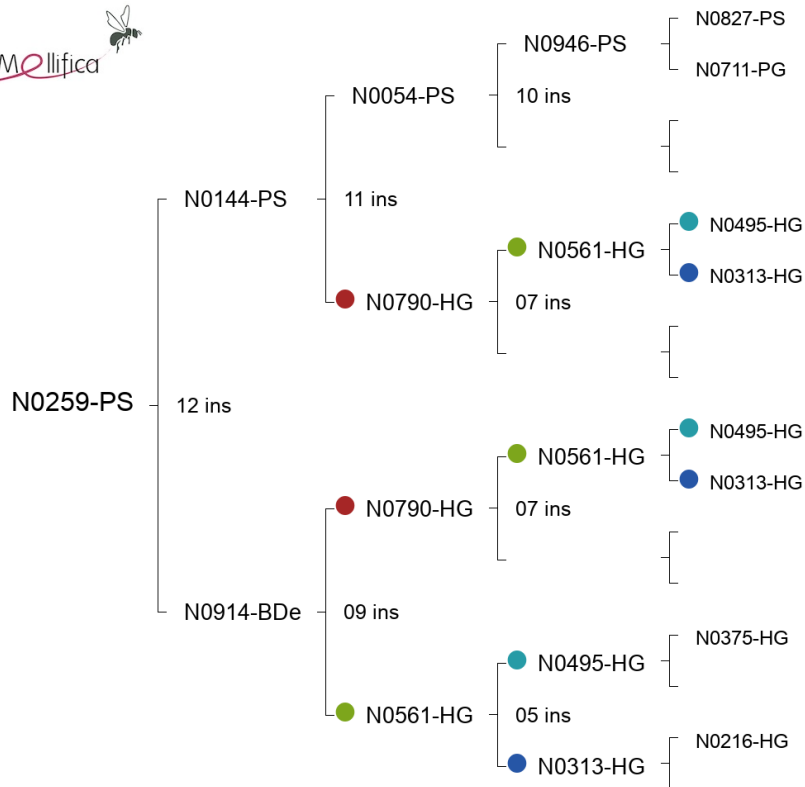 N0827-PS
N0946-PS
Mellifica
N0711-PG
N0054-PS
10 ins
N0144-PS
11 ins
N0495-HG
N0561-HG
N0313-HG
N0790-HG
07 ins
N0259-PS
12 ins
N0495-HG
N0561-HG
N0313-HG
N0790-HG
07 ins
N0914-BDe
09 ins
N0375-HG
N0495-HG
N0561-HG
05 ins
N0216-HG
N0313-HG